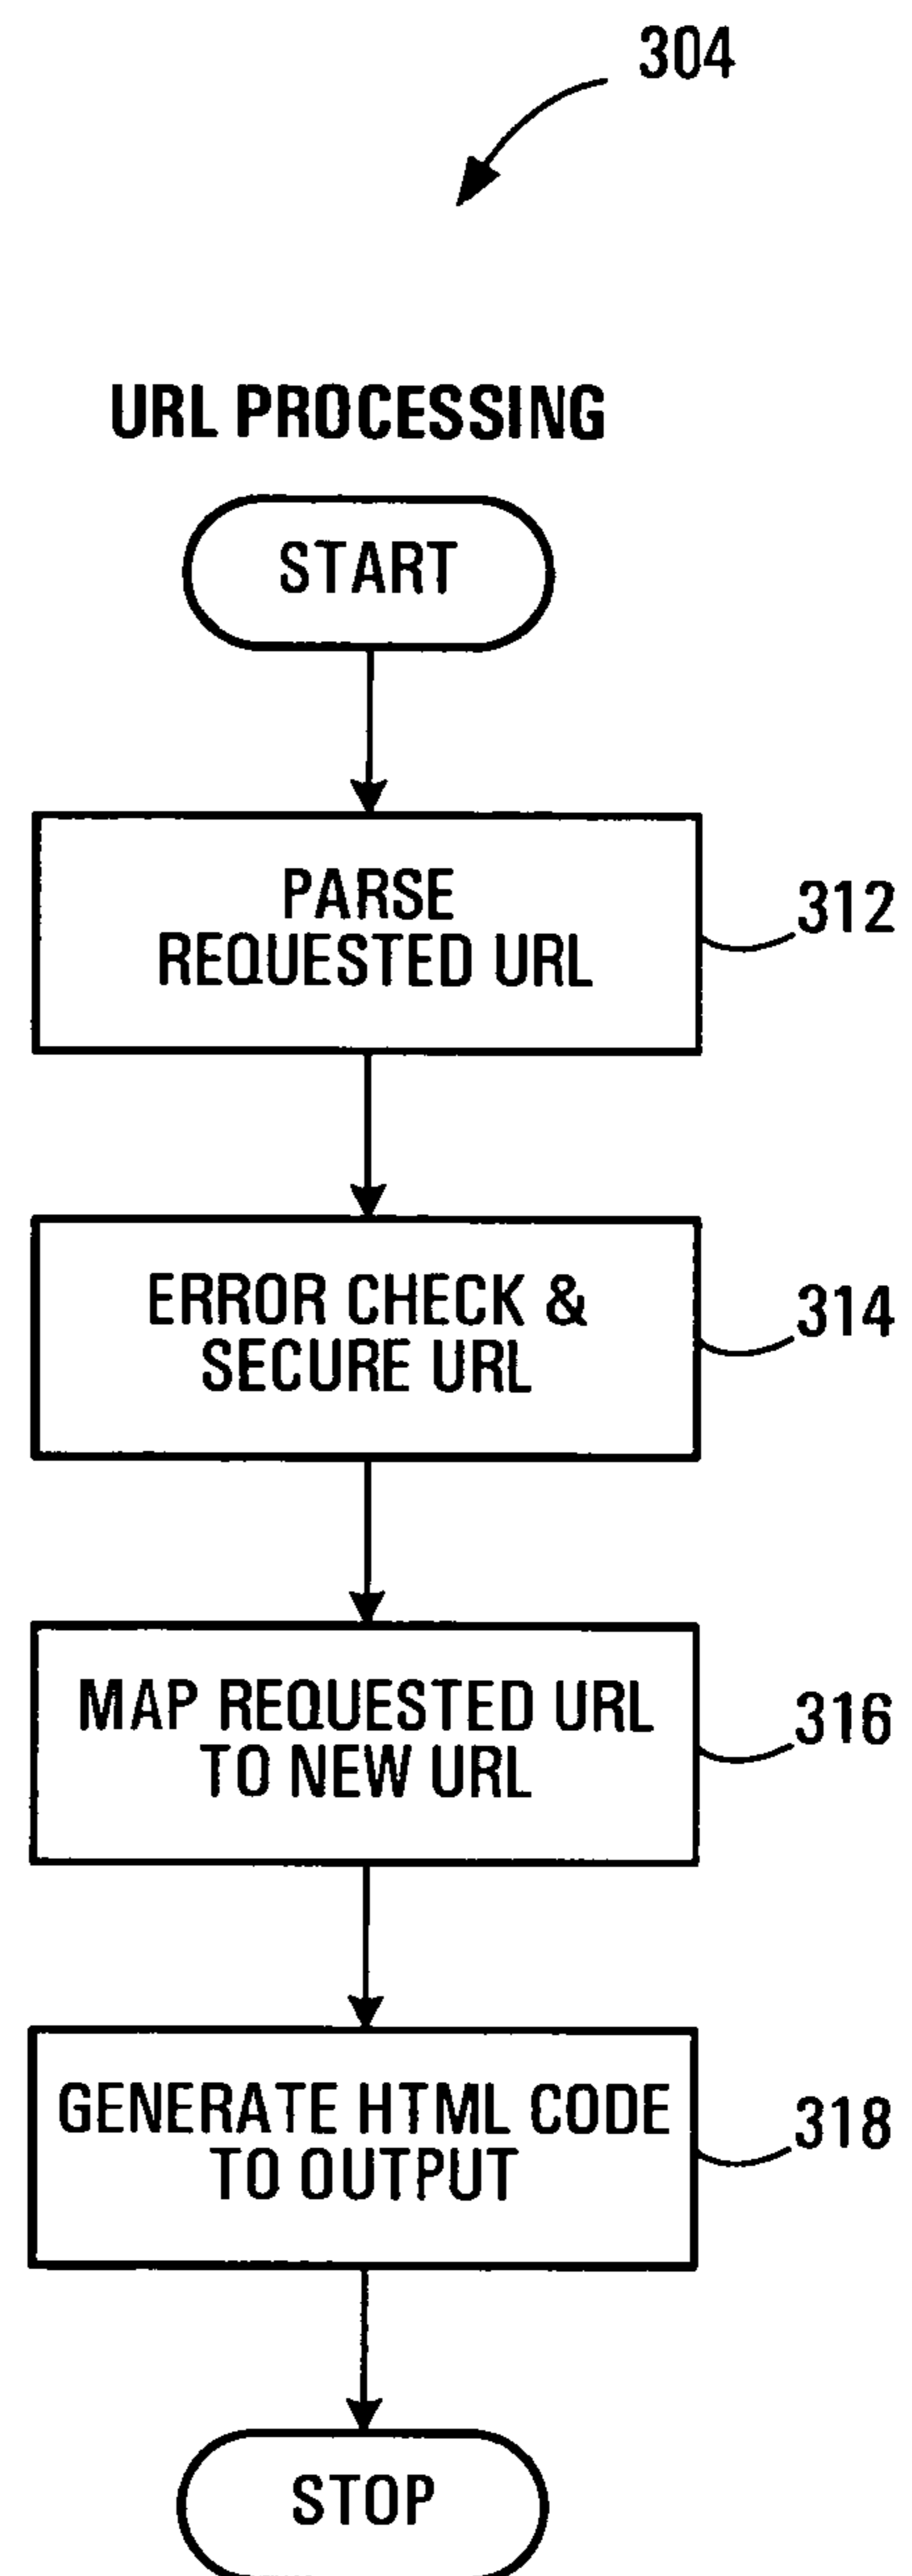 304
URL PROCESSING
START
PARSE
REQUESTED URL
312
ERROR CHECK &
SECURE URL
314
MAP REQUESTED URL
TO NEW URL
316
GENERATE HTML CODE
TO OUTPUT
318
STOP